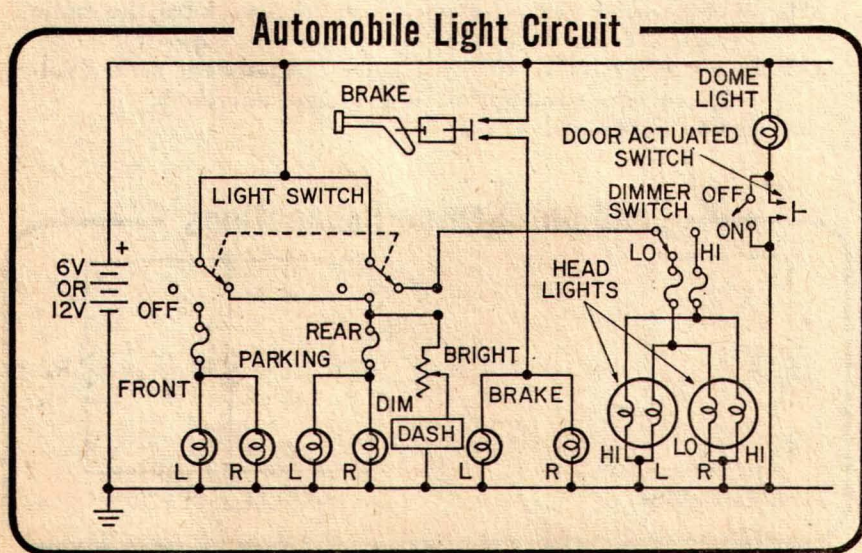 Automobile Light Circuit
BRAKE
DOME
LIGHT
DOOR ACTUATED
SWITCH
LIGHT SWITCH
DIMMER
SWITCH
OFF
ON
+
6V
OR
12V
OFF
LO
HI
HEAD
LIGHTS
REAR
PARKING
BRIGHT
FRONT
DIM
BRAKE
DASH
L
R
L
R
L
R
HI
L
LO
R
HI